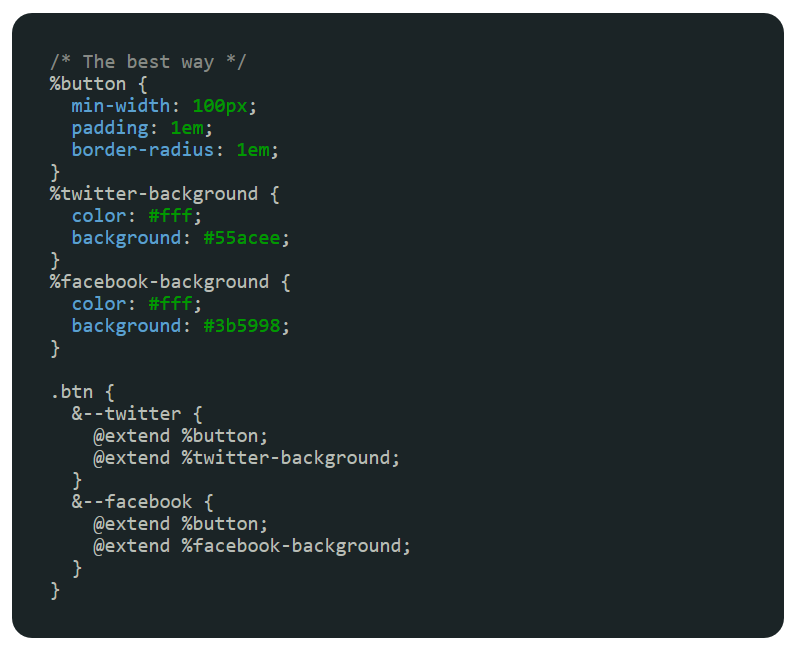 /* The best way */
%button {
  min-width: 100px;
  padding: 1em;
  border-radius: 1em;
}
%twitter-background {
  color: #fff;
  background: #55acee;
}
%facebook-background {
  color: #fff;
  background: #3b5998;
}

.btn {
  &--twitter {
    @extend %button;
    @extend %twitter-background;
  }
  &--facebook {
    @extend %button;
    @extend %facebook-background;
  }
}